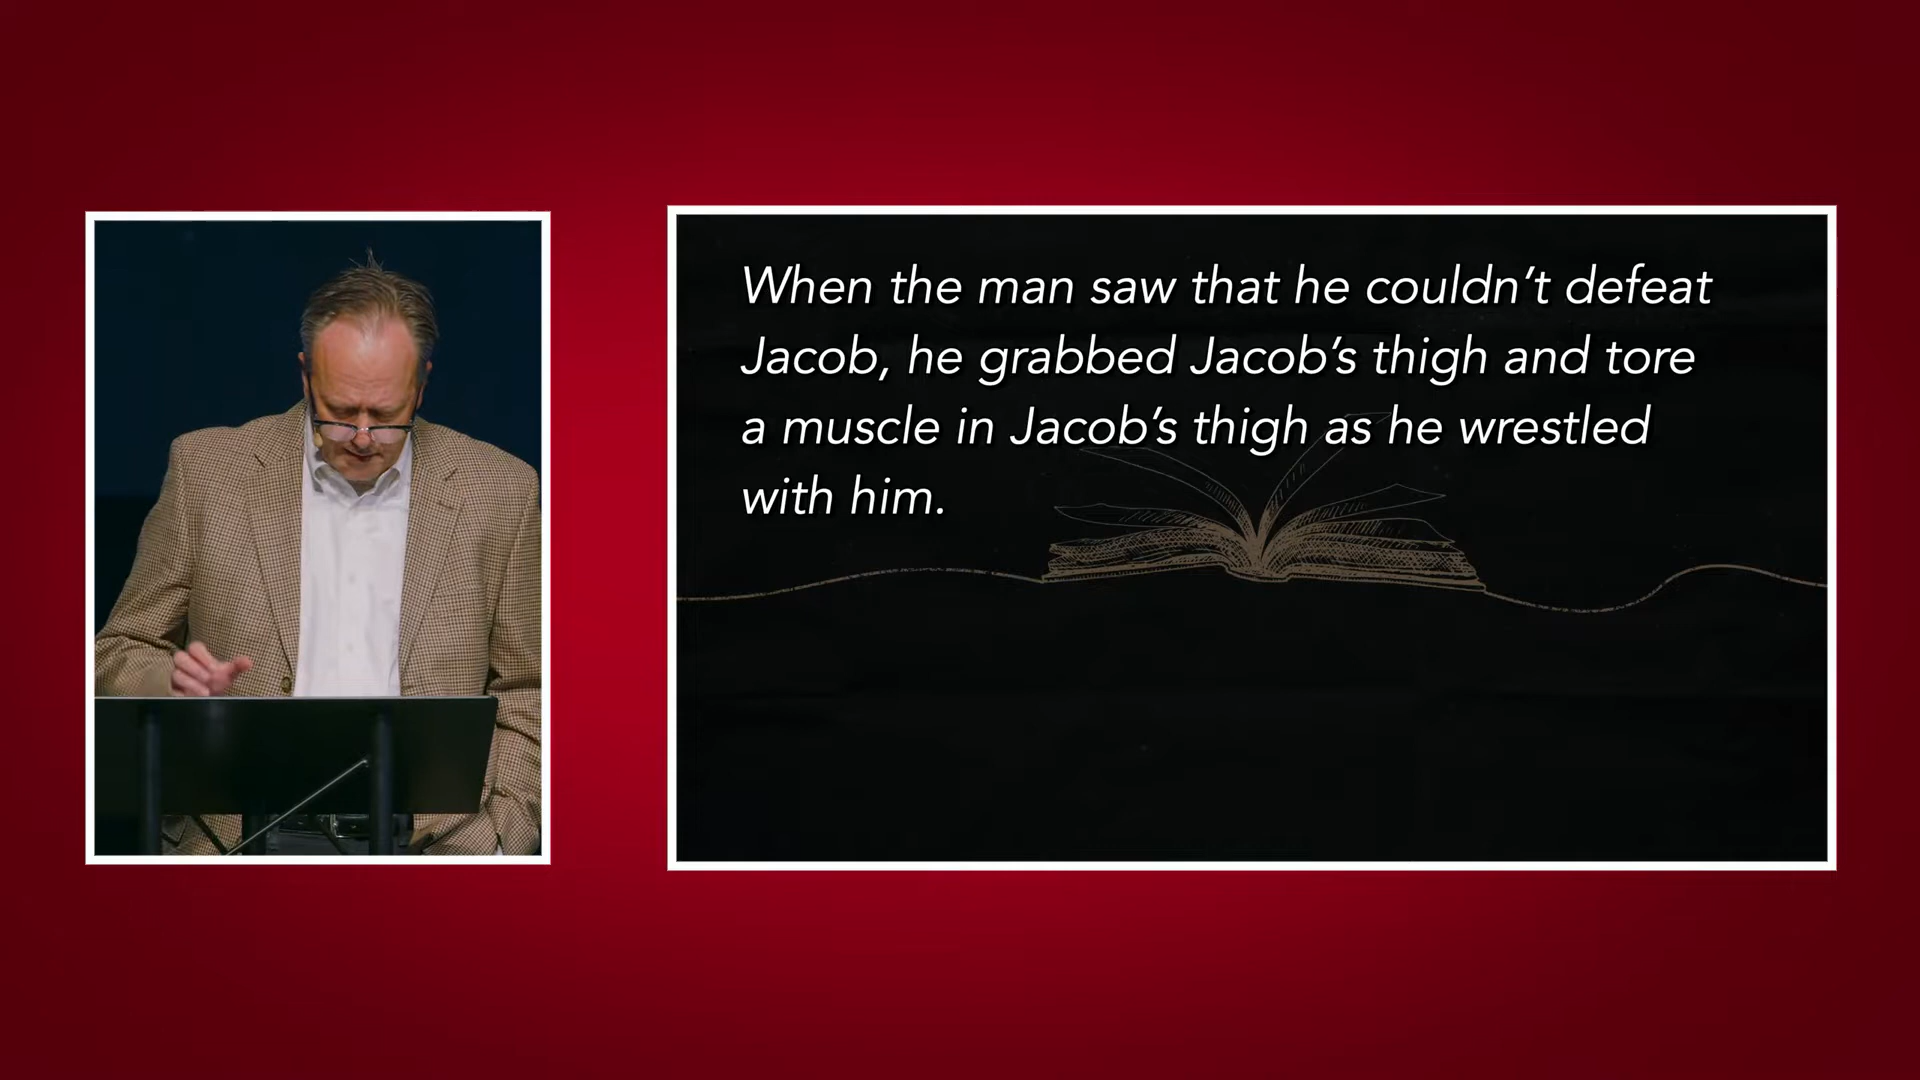 When the man saw that he couldn’t defeat
Jacob, he grabbed Jacob’s thigh and tore
a muscle in Jacob’s thigh as he wrestled
with him.